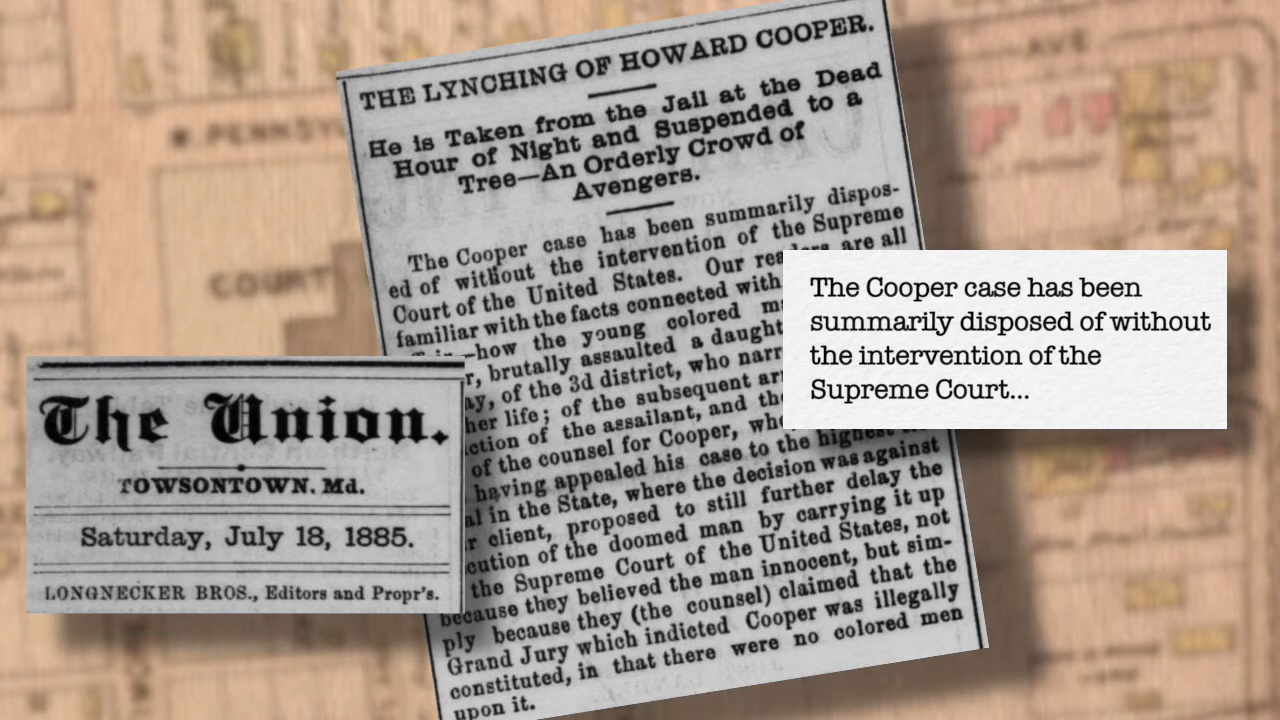 THE LYNCHING OF HOWARD COOPER.
He is Taken from the Jail at the Dead
Hour of Night and Suspended to a
Tree—An Orderly Crowd of
Avengers.
The Cooper case has been summarily dispos-
ed of without the intervention of the Supreme
Court of the United States. Our readers are all
familiar with the facts connected with
—how the young colored
brutally assaulted a
of the 3d district, who
her life; of the subsequent
of the assailant, and
of the counsel for Cooper,
having appealed his case to the highest
in the State, where the decision was against
client, proposed to still further delay the
of the doomed man by carrying it up
the Supreme Court of the United States, not
because they believed the man innocent, but sim-
ply because they (the counsel) claimed that the
Grand Jury which indicted Cooper was illegally
constituted, in that there were no colored men
upon it.
The Union.
TOWSONTOWN. Md.
Saturday, July 18, 1885.
LONGNECKER BROS., Editors and Propr's.
The Cooper case has been
summarily disposed of without
the intervention of the
Supreme Court...
PENNSY
AVE
COURT